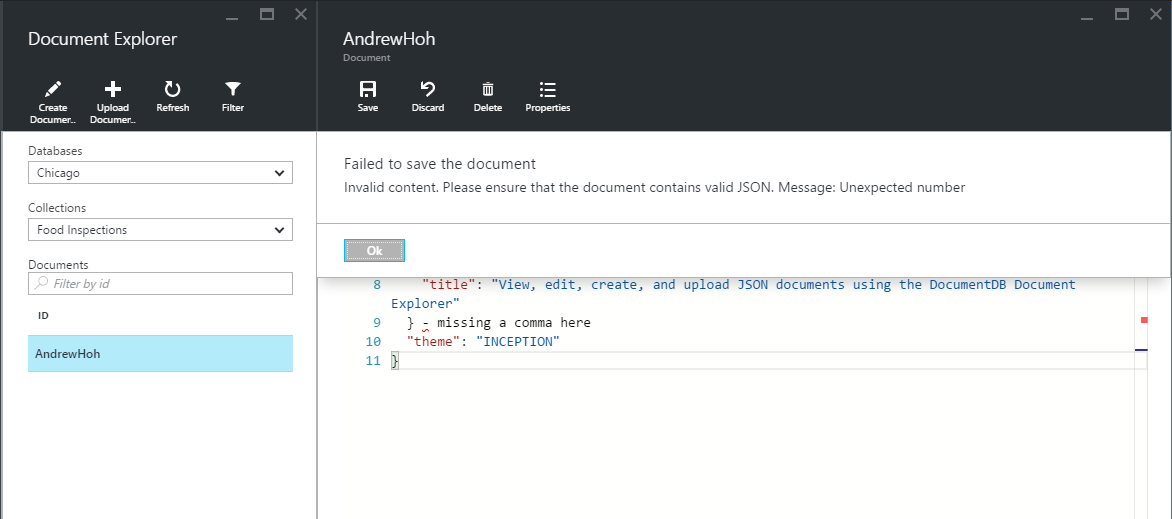 Document Explorer
Create
Documer..
Upload
Documer..
Refresh
Filter
Databases
Chicago
Collections
Food Inspections
Documents
Filter by id
ID
AndrewHoh
AndrewHoh
Document
Save
Discard
Delete
Properties
Failed to save the document
Invalid content. Please ensure that the document contains valid JSON. Message: Unexpected number
Ok
8 "title": "View, edit, create, and upload JSON documents using the DocumentDB Document
Explorer"
9 } - missing a comma here
10 "theme": "INCEPTION"
11 }